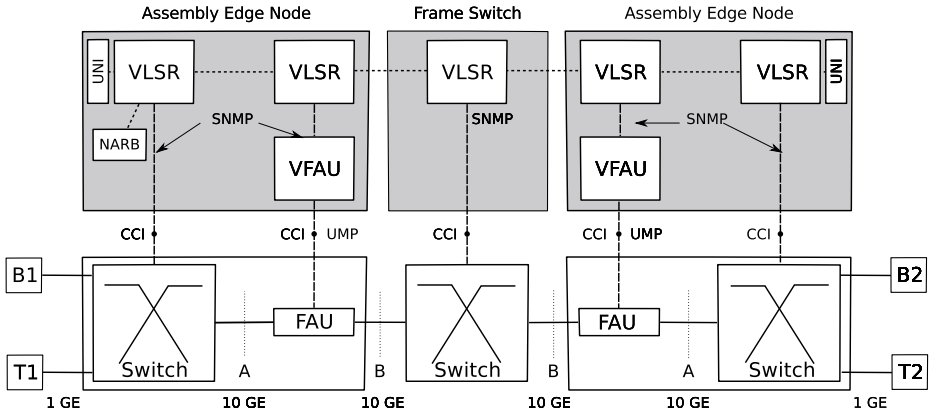 Assembly Edge Node Frame Switch Assembly Edge Node
UNI VLSR VLSR VLSR VLSR VLSR UNI
SNMP SNMP SNMP
NARB VFAU VFAU
CCI CCI UMP CCI CCI UMP CCI
B1 B2
FAU FAU
T1 Switch A B Switch B A Switch T2
1 GE 10 GE 10 GE 10 GE 10 GE 1 GE